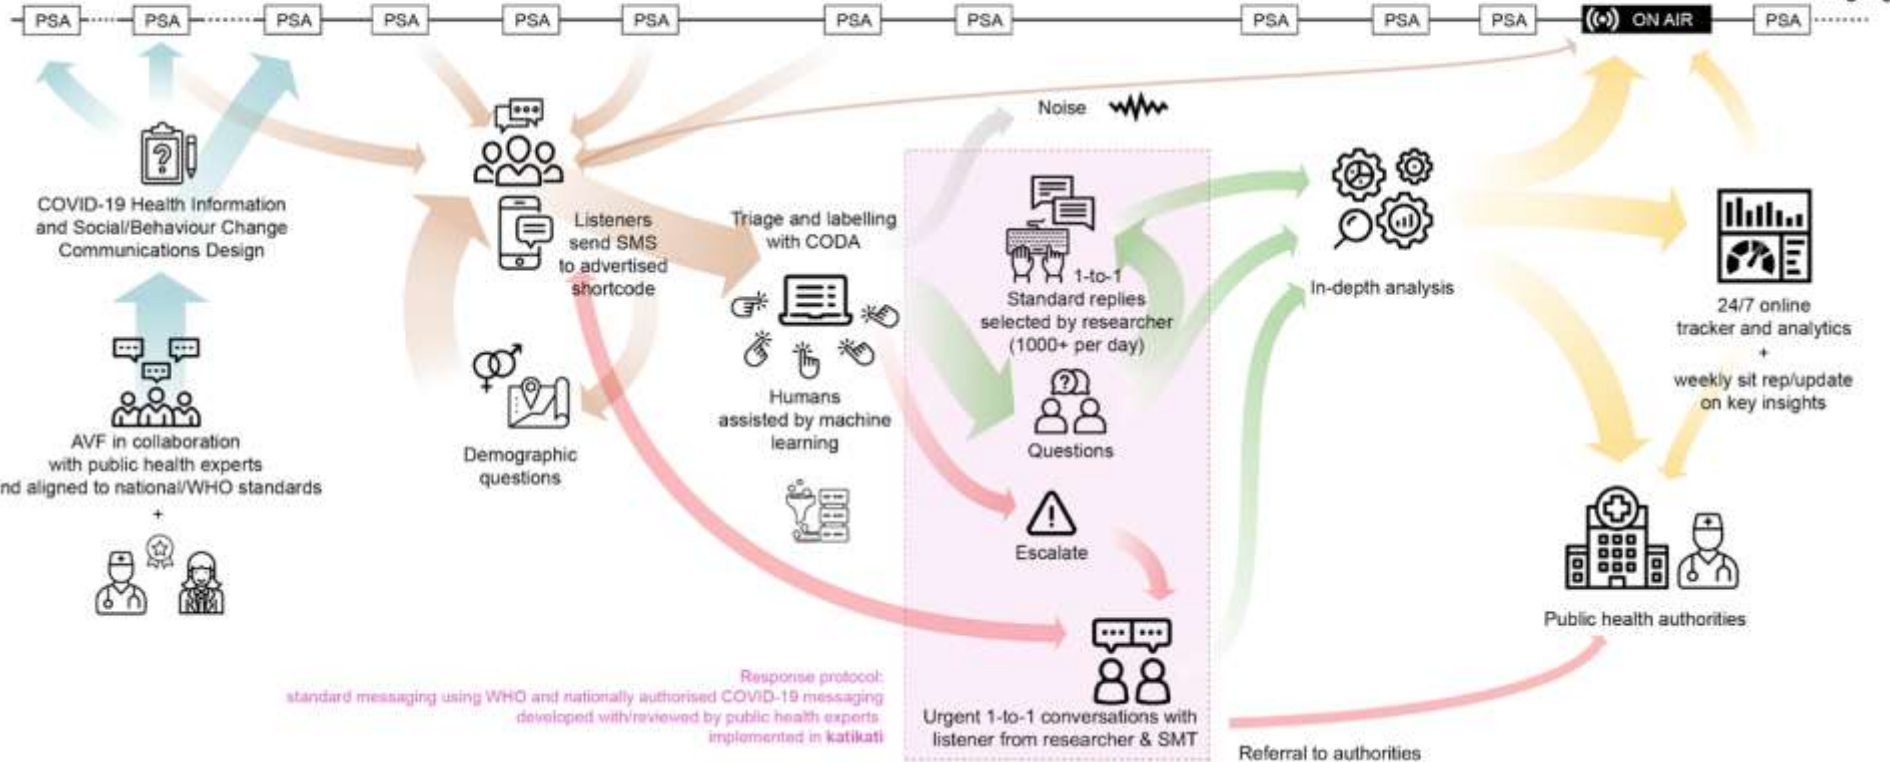 PSA PSA PSA PSA PSA PSA PSA PSA PSA PSA PSA ON AIR PSA
Noise
COVID-19 Health Information
and Social/Behaviour Change
Communications Design
AVF in collaboration
with public health experts
nd aligned to national/WHO standards
+
Listeners
send SMS
to advertised
shortcode
Demographic
questions
Triage and labelling
with CODA
Humans
assisted by machine
learning
1-to-1
Standard replies
selected by researcher
(1000+ per day)
Questions
Escalate
Urgent 1-to-1 conversations with
listener from researcher & SMT
Response protocol:
standard messaging using WHO and nationally authorised COVID-19 messaging
developed with/reviewed by public health experts
implemented in katikati
In-depth analysis
24/7 online
tracker and analytics
+
weekly sit rep/update
on key insights
Public health authorities
Referral to authorities